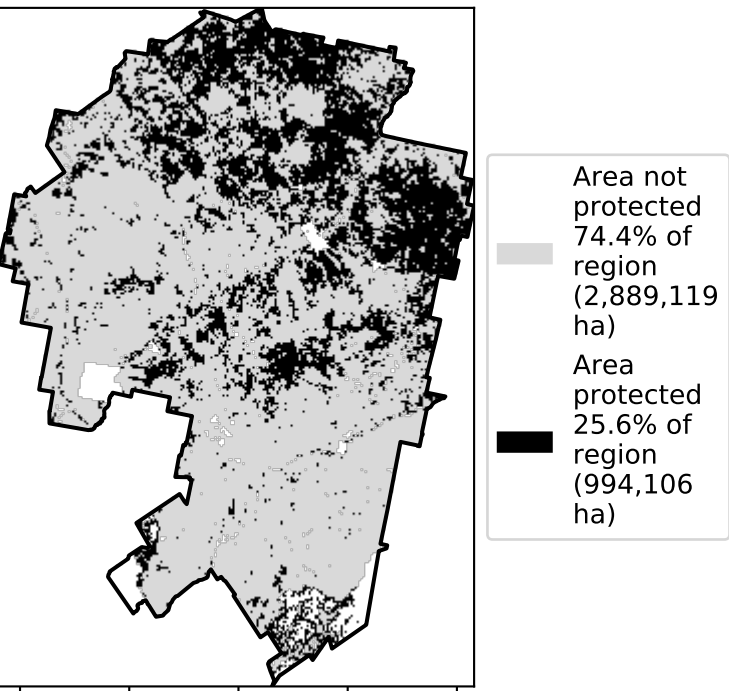 Area not
protected
74.4% of
region
(2,889,119
ha)
Area
protected
25.6% of
region
(994,106
ha)